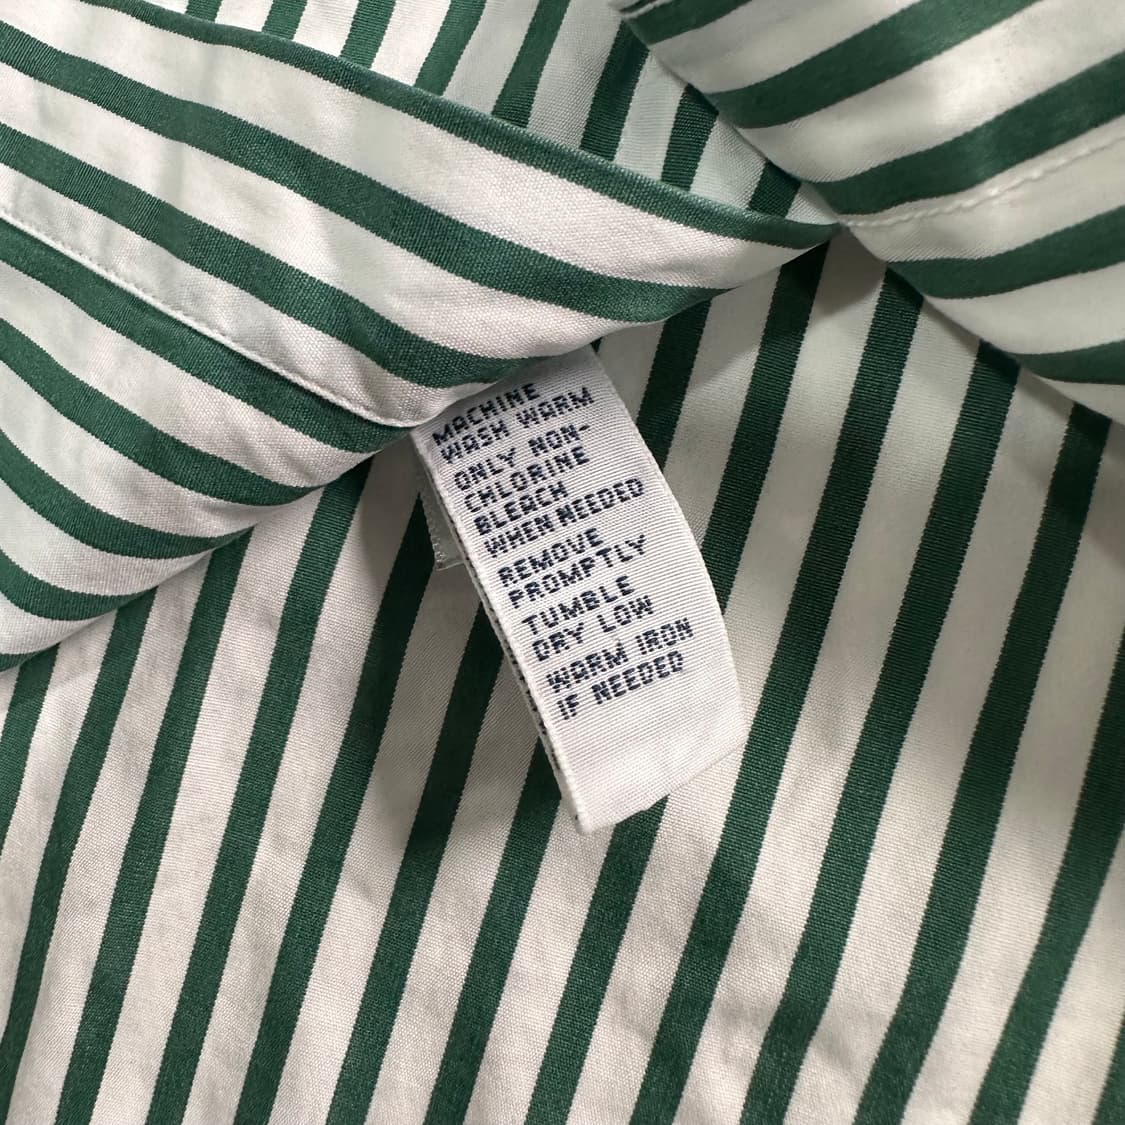 MACHINE
WASH WARM
ONLY NON-
CHLORINE
BLEACH
WHEN NEEDED
REMOVE
PROMPTLY
TUMBLE
DRY LOW
WARM IRON
IF NEEDED